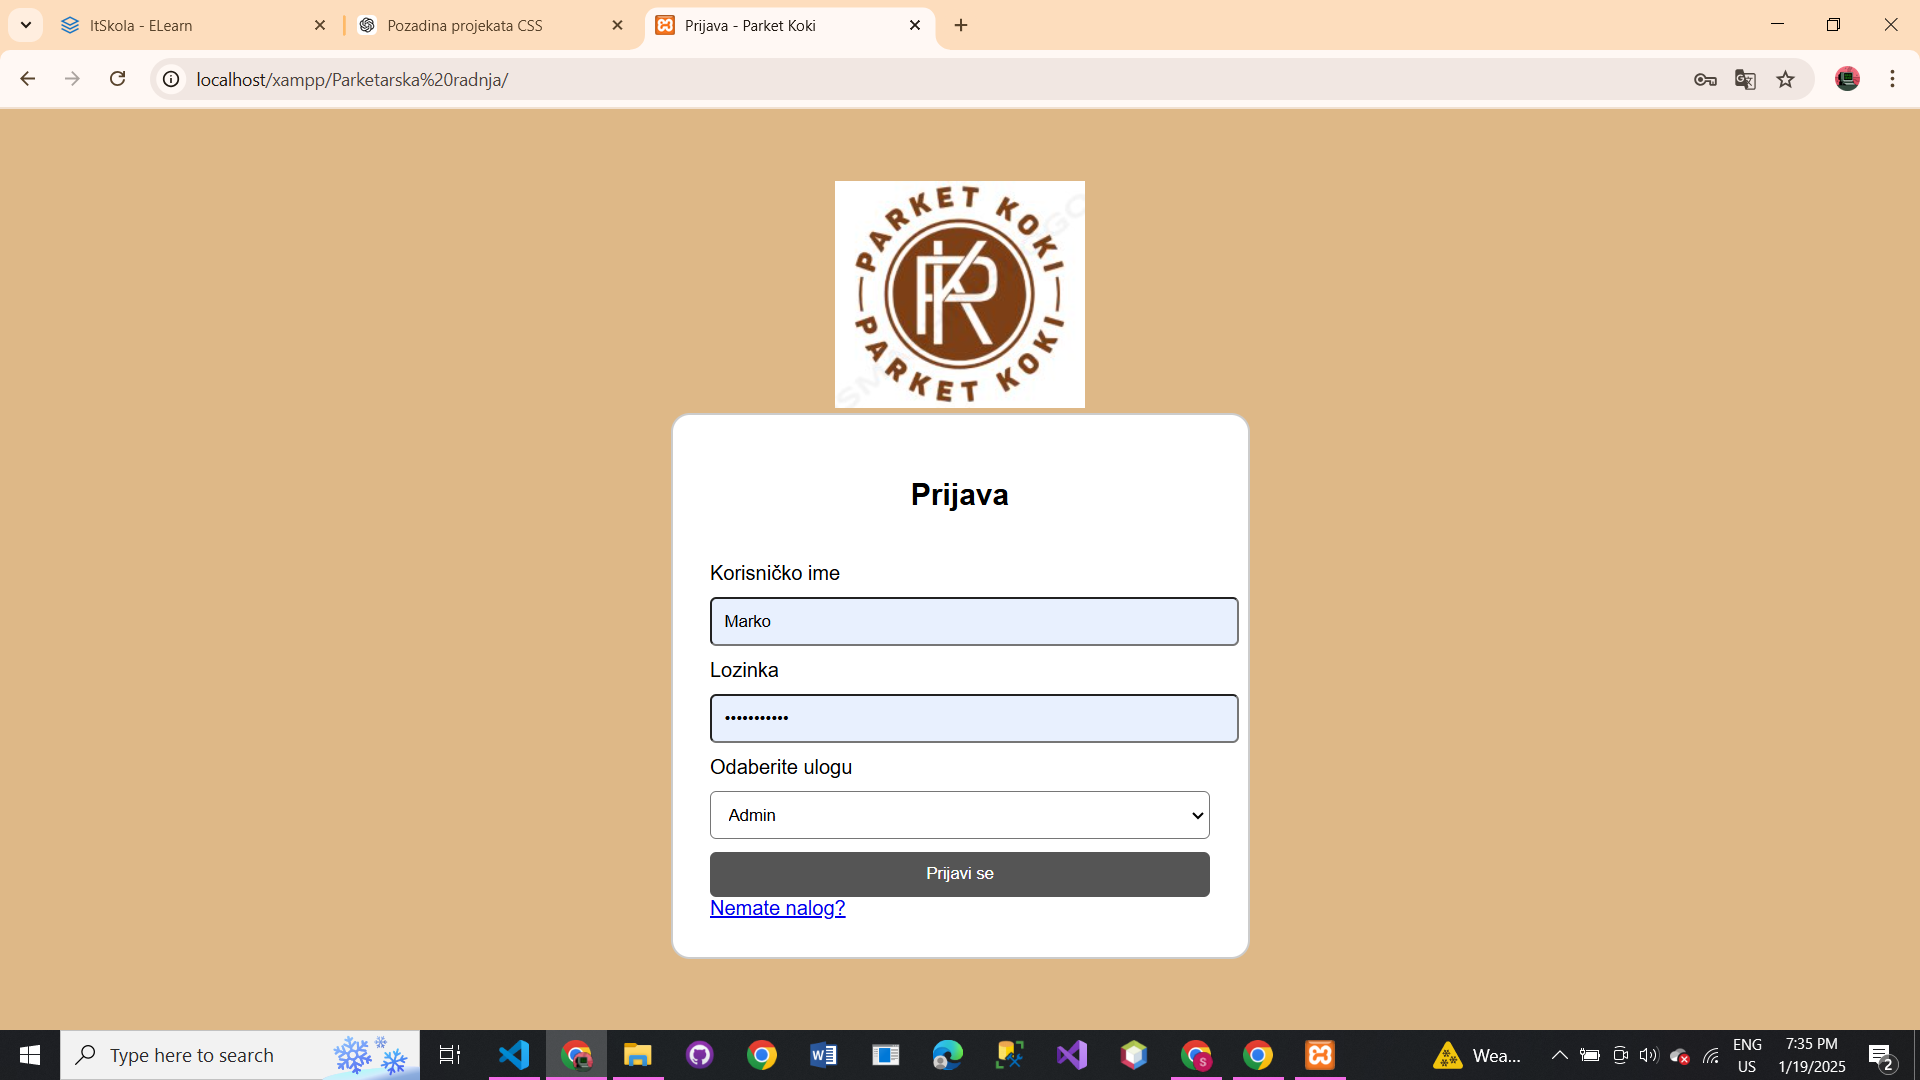 ItSkola - ELearn
Pozadina projekata CSS
Prijava - Parket Koki
localhost/xampp/Parketarska%20radnja/
PARKET KOKI
PK
PARKET KOKI
Prijava
Korisničko ime
Marko
Lozinka
•••••••••••
Odaberite ulogu
Admin
Prijavi se
Nemate nalog?
Type here to search
Wea...
ENG
US
7:35 PM
1/19/2025
2